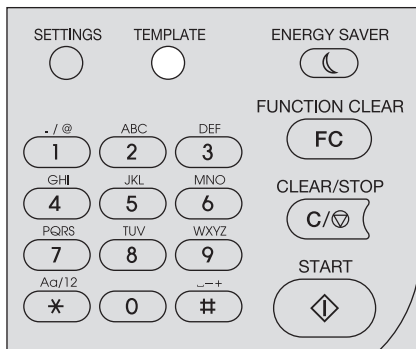 SETTINGS TEMPLATE ENERGY SAVER
FUNCTION CLEAR
FC
. / @ ABC DEF
1 2 3
GHI JKL MNO
4 5 6
CLEAR/STOP
C/
PQRS TUV WXYZ
7 8 9
START
Aa/12 ⎵−+
* 0 #